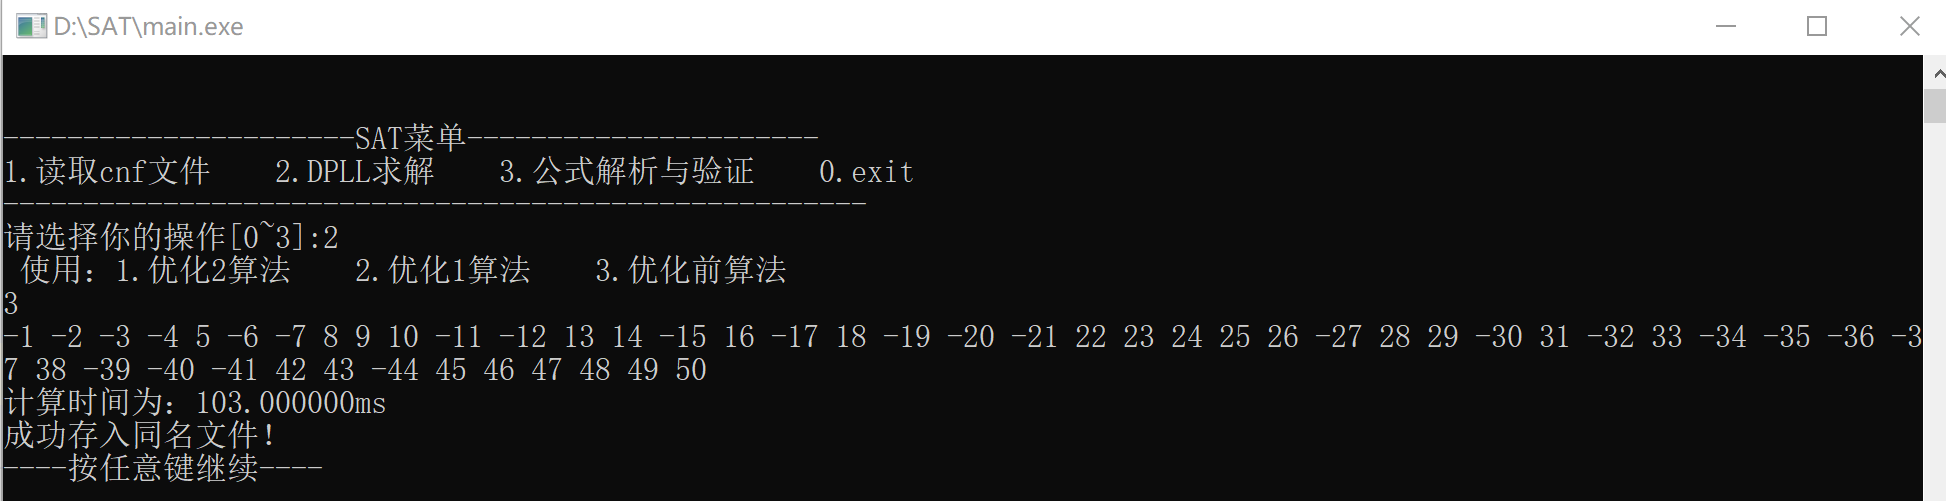 D:\SAT\main.exe
----------------------SAT菜单----------------------
1.读取cnf文件    2.DPLL求解    3.公式解析与验证    0.exit
------------------------------------------------------
请选择你的操作[0~3]:2
 使用：1.优化2算法    2.优化1算法    3.优化前算法
3
-1 -2 -3 -4 5 -6 -7 8 9 10 -11 -12 13 14 -15 16 -17 18 -19 -20 -21 22 23 24 25 26 -27 28 29 -30 31 -32 33 -34 -35 -36 -3
7 38 -39 -40 -41 42 43 -44 45 46 47 48 49 50
计算时间为：103.000000ms
成功存入同名文件！
----按任意键继续----